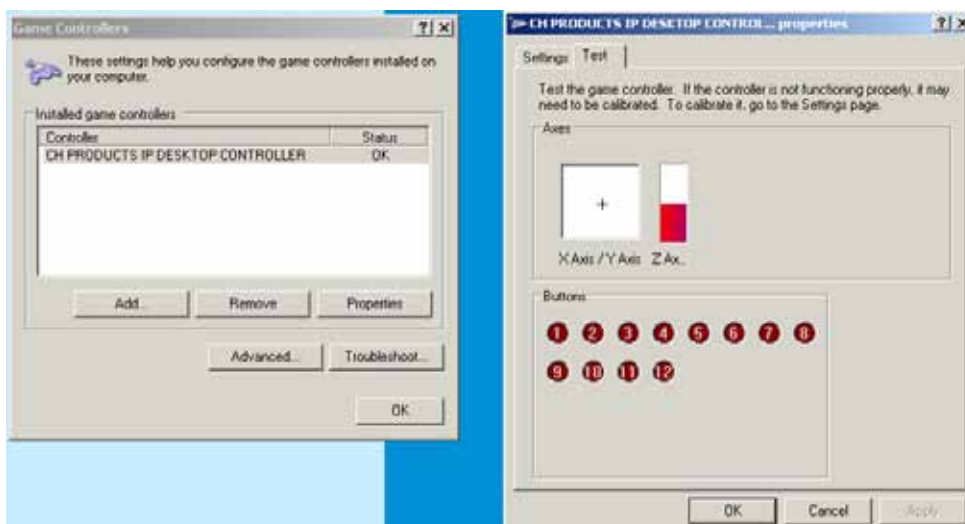 Game Controllers
These settings help you configure the game controllers installed on
your computer.
Installed game controllers
Controller Status
CH PRODUCTS IP DESKTOP CONTROLLER OK
Add... Remove Properties
Advanced... Troubleshoot...
OK
CH PRODUCTS IP DESKTOP CONTROL... properties
Settings Test
Test the game controller. If the controller is not functioning properly, it may
need to be calibrated. To calibrate it, go to the Settings page.
Axes
X Axis / Y Axis Z Ax..
Buttons
1 2 3 4 5 6 7 8
9 10 11 12
OK Cancel Apply